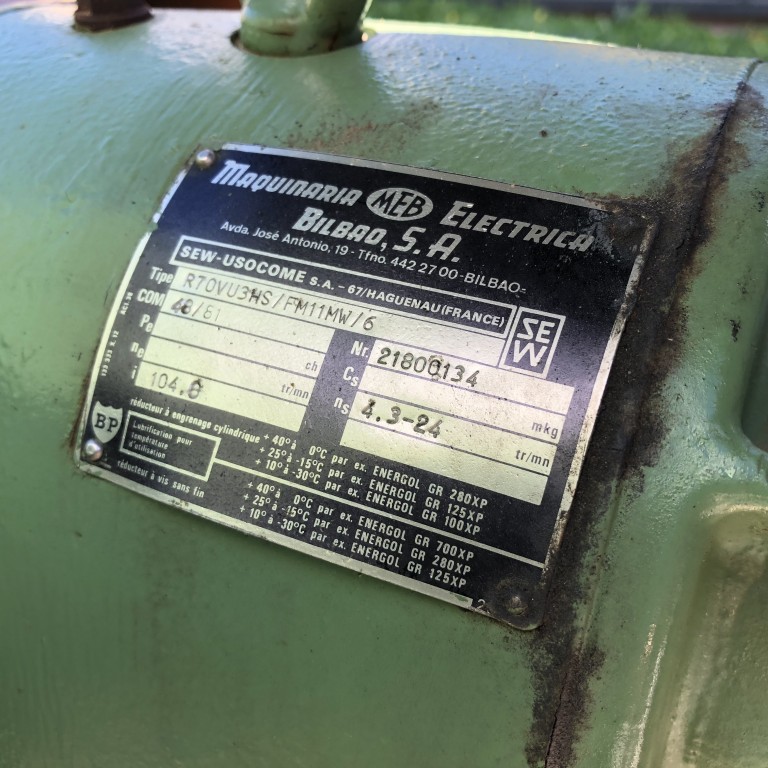 MAQUINARIA MEB ELECTRICA
BILBAO, S.A.
Avda. José Antonio, 19 - Tfno. 442 27 00 - BILBAO-
SEW-USOCOME S.A. - 67/HAGUENAU (FRANCE)
SEW
Tipe R70VU3HS/FM11MW/6
COM 48/61 Nr. 21800134
Pe ch Cs mkg
ne tr/mn ns 4.3-24 tr/mn
i 104.6
BP
Lubrification pour
température
d'utilisation
réducteur à engrenage cylindrique + 40° à 0°C par ex. ENERGOL GR 280XP
+ 25° à -15°C par ex. ENERGOL GR 125XP
+ 10° à -30°C par ex. ENERGOL GR 100XP
réducteur à vis sans fin + 40° à 0°C par ex. ENERGOL GR 700XP
+ 25° à -15°C par ex. ENERGOL GR 280XP
+ 10° à -30°C par ex. ENERGOL GR 125XP
2